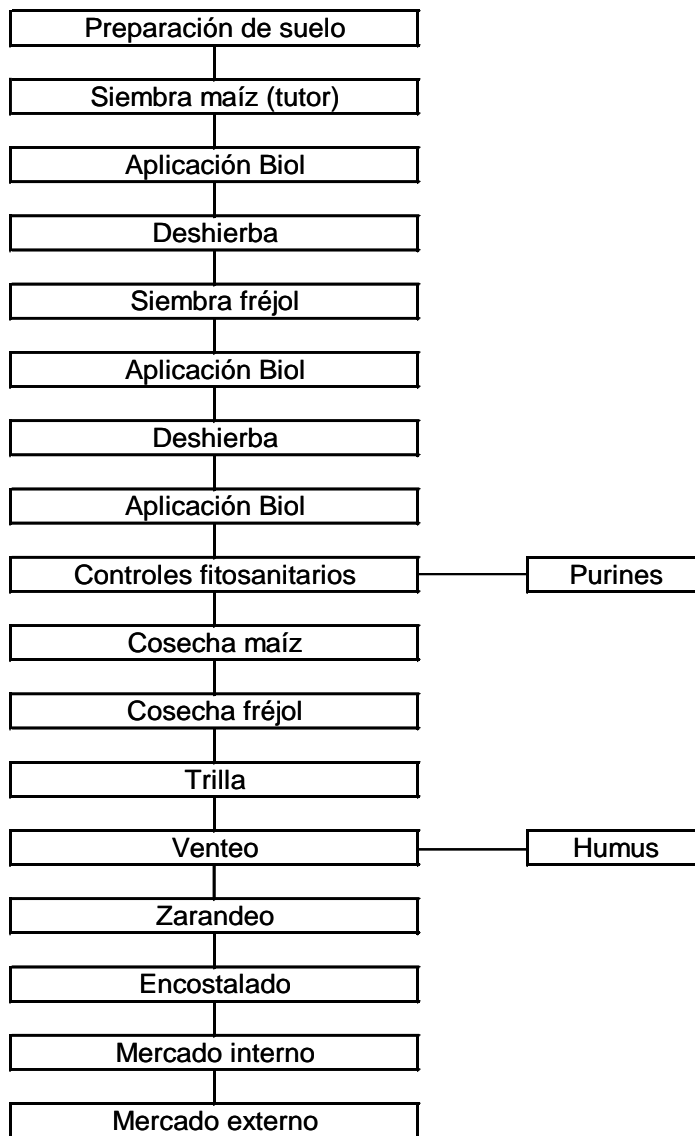 Preparación de suelo
Siembra maíz (tutor)
Aplicación Biol
Deshierba
Siembra fréjol
Aplicación Biol
Deshierba
Aplicación Biol
Controles fitosanitarios
Purines
Cosecha maíz
Cosecha fréjol
Trilla
Venteo
Humus
Zarandeo
Encostalado
Mercado interno
Mercado externo